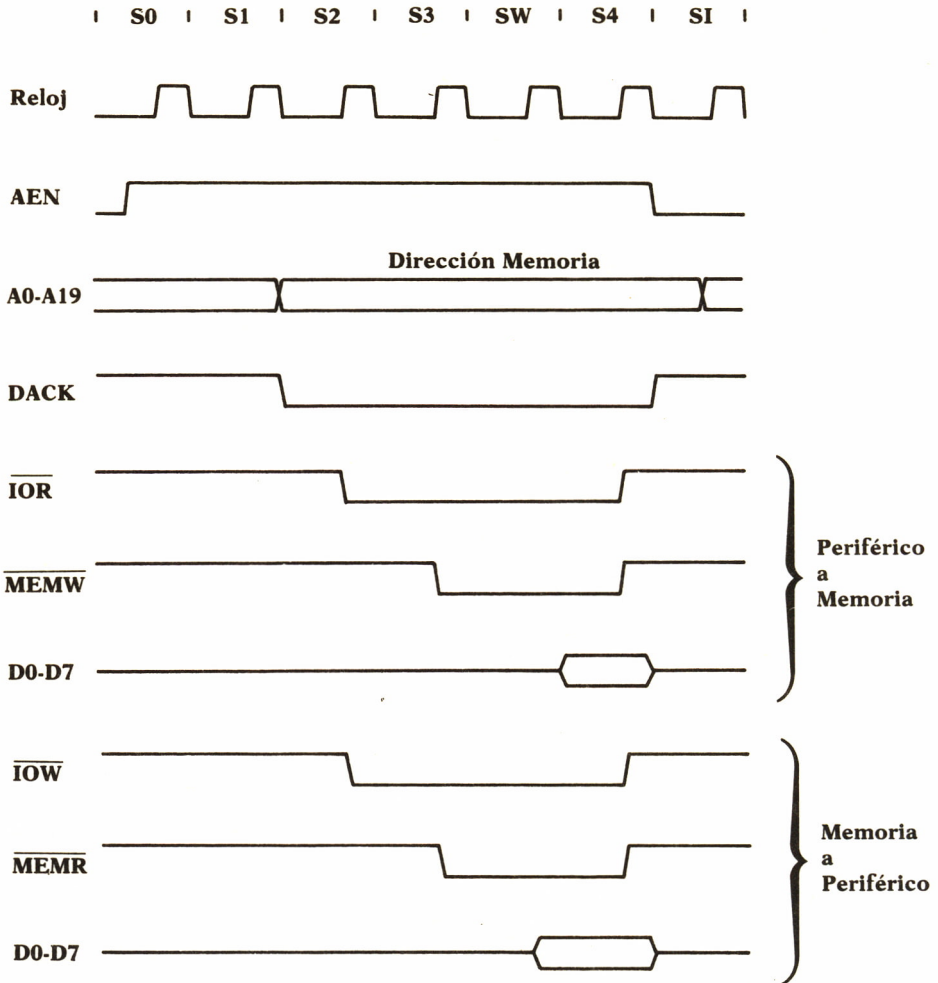 S0 S1 S2 S3 SW S4 SI
Reloj
AEN
Dirección Memoria
A0-A19
DACK
IOR
MEMW
D0-D7
Periférico
a
Memoria
IOW
MEMR
D0-D7
Memoria
a
Periférico